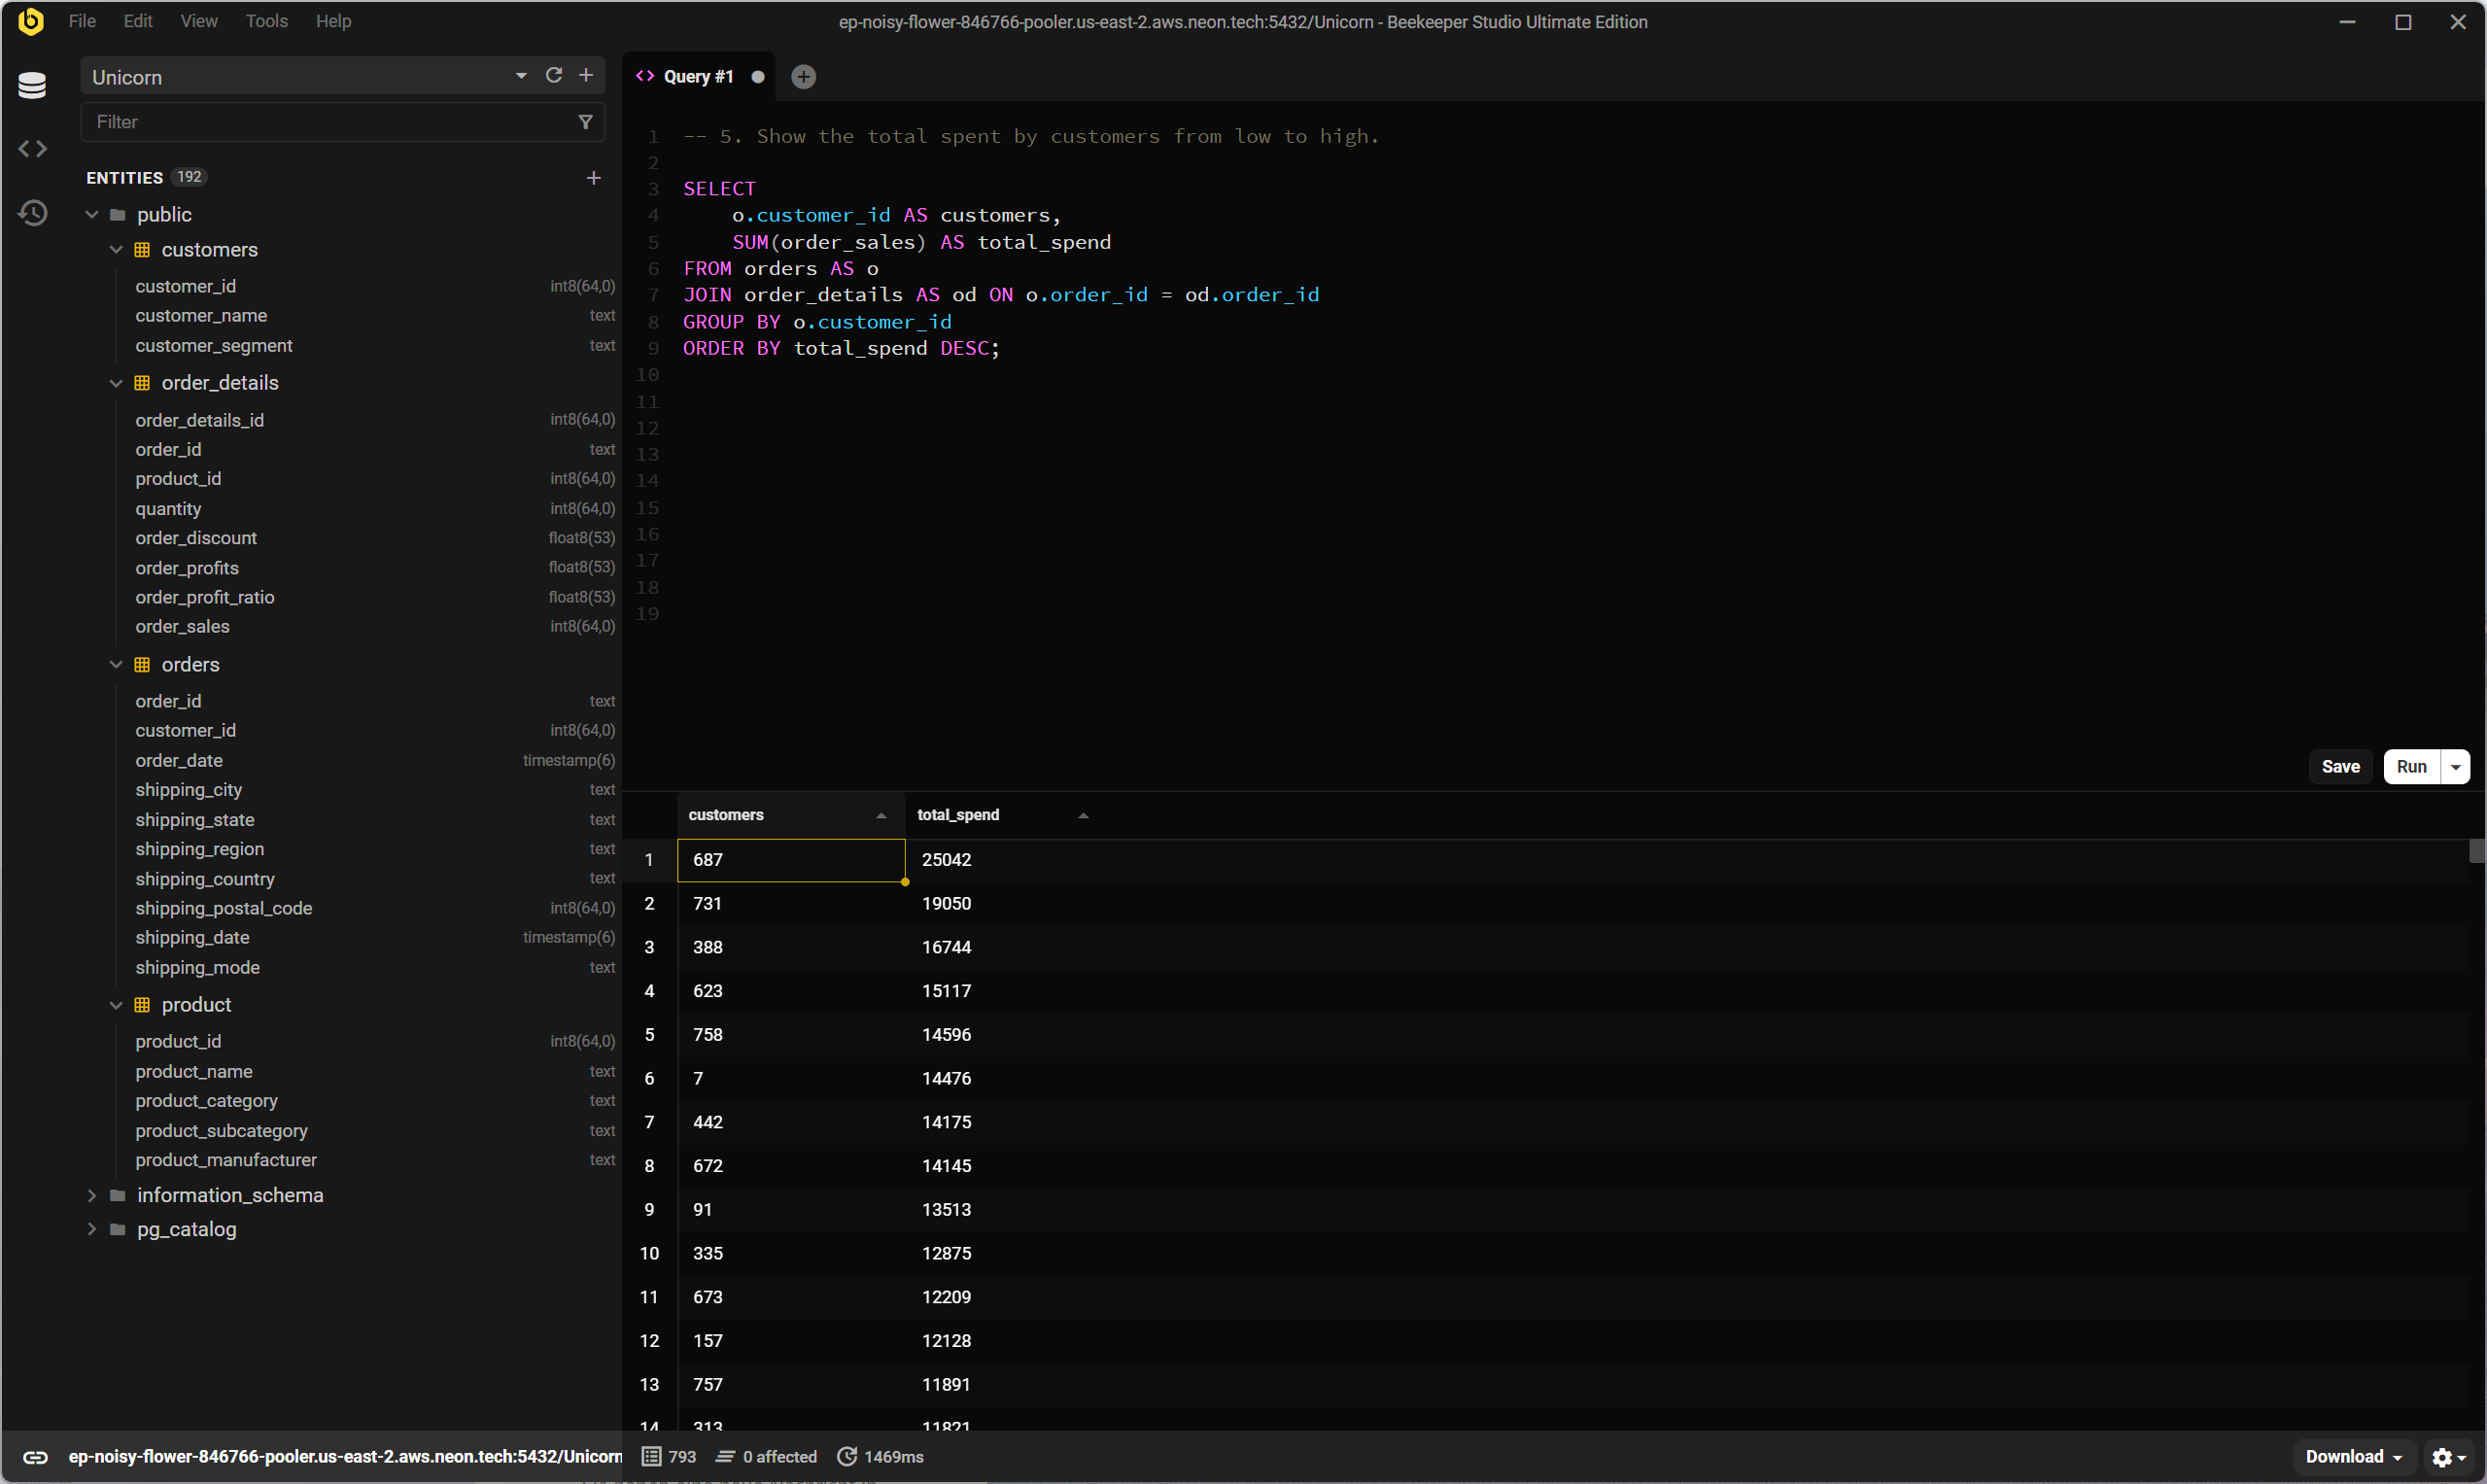 File Edit View Tools Help
ep-noisy-flower-846766-pooler.us-east-2.aws.neon.tech:5432/Unicorn - Beekeeper Studio Ultimate Edition
Unicorn
Filter
ENTITIES 192
public
customers
customer_id int8(64,0)
customer_name text
customer_segment text
order_details
order_details_id int8(64,0)
order_id text
product_id int8(64,0)
quantity int8(64,0)
order_discount float8(53)
order_profits float8(53)
order_profit_ratio float8(53)
order_sales int8(64,0)
orders
order_id text
customer_id int8(64,0)
order_date timestamp(6)
shipping_city text
shipping_state text
shipping_region text
shipping_country text
shipping_postal_code int8(64,0)
shipping_date timestamp(6)
shipping_mode text
product
product_id int8(64,0)
product_name text
product_category text
product_subcategory text
product_manufacturer text
information_schema
pg_catalog
<> Query #1
1 -- 5. Show the total spent by customers from low to high.
2
3 SELECT
4 o.customer_id AS customers,
5 SUM(order_sales) AS total_spend
6 FROM orders AS o
7 JOIN order_details AS od ON o.order_id = od.order_id
8 GROUP BY o.customer_id
9 ORDER BY total_spend DESC;
10
11
12
13
14
15
16
17
18
19
Save Run
customers total_spend
1 687 25042
2 731 19050
3 388 16744
4 623 15117
5 758 14596
6 7 14476
7 442 14175
8 672 14145
9 91 13513
10 335 12875
11 673 12209
12 157 12128
13 757 11891
14 313 11821
ep-noisy-flower-846766-pooler.us-east-2.aws.neon.tech:5432/Unicorn 793 0 affected 1469ms Download